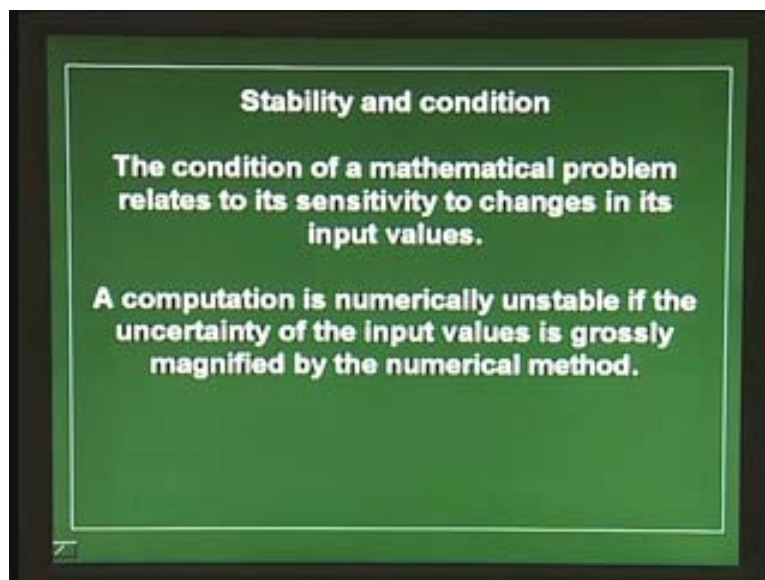 Stability and condition
The condition of a mathematical problem
relates to its sensitivity to changes in its
input values.
A computation is numerically unstable if the
uncertainty of the input values is grossly
magnified by the numerical method.